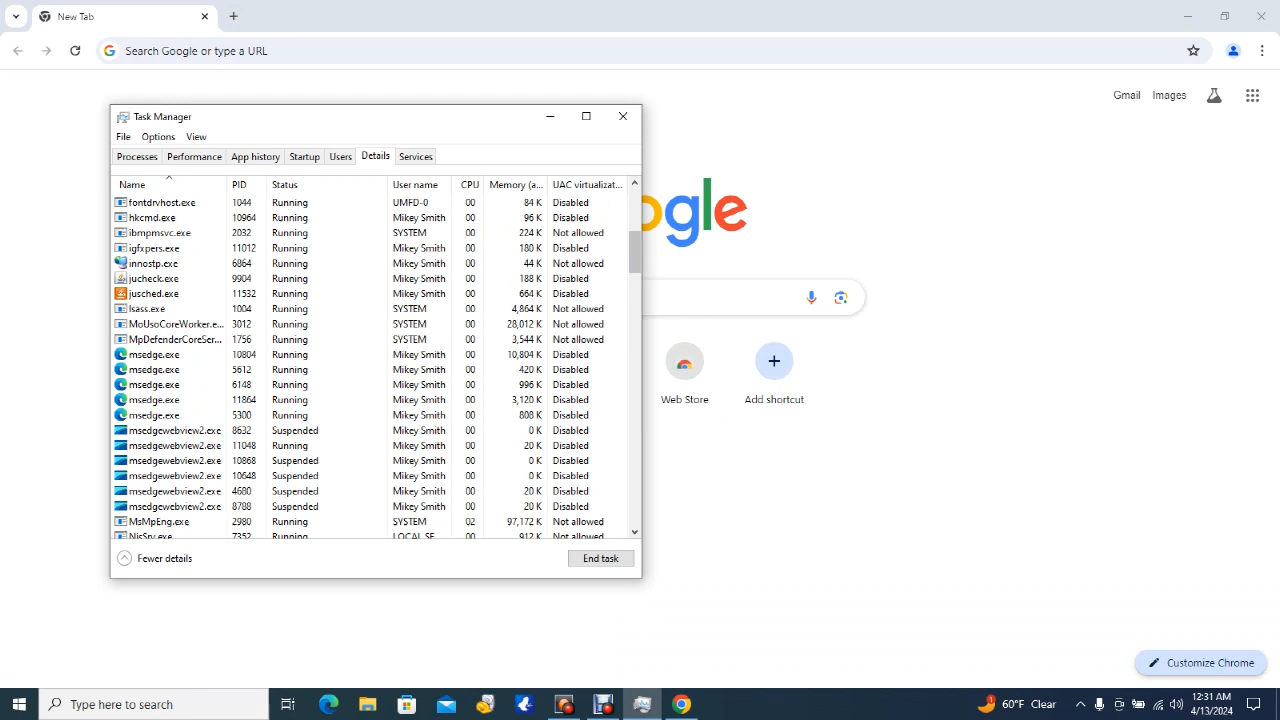 New Tab
Search Google or type a URL
Gmail Images
Task Manager
File Options View
Processes Performance App history Startup Users Details Services
Name PID Status User name CPU Memory (a... UAC virtualizat...
fontdrvhost.exe 1044 Running UMFD-0 00 84 K Disabled
hkcmd.exe 10964 Running Mikey Smith 00 96 K Disabled
ibmpmsvc.exe 2032 Running SYSTEM 00 224 K Not allowed
igfxpers.exe 11012 Running Mikey Smith 00 180 K Disabled
innostp.exe 6864 Running Mikey Smith 00 44 K Not allowed
jucheck.exe 9904 Running Mikey Smith 00 188 K Disabled
jusched.exe 11532 Running Mikey Smith 00 664 K Disabled
lsass.exe 1004 Running SYSTEM 00 4,864 K Not allowed
MoUsoCoreWorker.e... 3012 Running SYSTEM 00 28,012 K Not allowed
MpDefenderCoreSer... 1756 Running SYSTEM 00 3,544 K Not allowed
msedge.exe 10804 Running Mikey Smith 00 10,804 K Disabled
msedge.exe 5612 Running Mikey Smith 00 420 K Disabled
msedge.exe 6148 Running Mikey Smith 00 996 K Disabled
msedge.exe 11864 Running Mikey Smith 00 3,120 K Disabled
msedge.exe 5300 Running Mikey Smith 00 808 K Disabled
msedgewebview2.exe 8632 Suspended Mikey Smith 00 0 K Disabled
msedgewebview2.exe 11048 Running Mikey Smith 00 20 K Disabled
msedgewebview2.exe 10868 Suspended Mikey Smith 00 0 K Disabled
msedgewebview2.exe 10648 Suspended Mikey Smith 00 0 K Disabled
msedgewebview2.exe 4680 Suspended Mikey Smith 00 20 K Disabled
msedgewebview2.exe 8788 Suspended Mikey Smith 00 20 K Disabled
MsMpEng.exe 2980 Running SYSTEM 02 97,172 K Not allowed
NisSrv.exe 7352 Running LOCAL SE... 00 912 K Not allowed
Fewer details End task
ogle
Web Store Add shortcut
Customize Chrome
Type here to search
60°F Clear
12:31 AM
4/13/2024